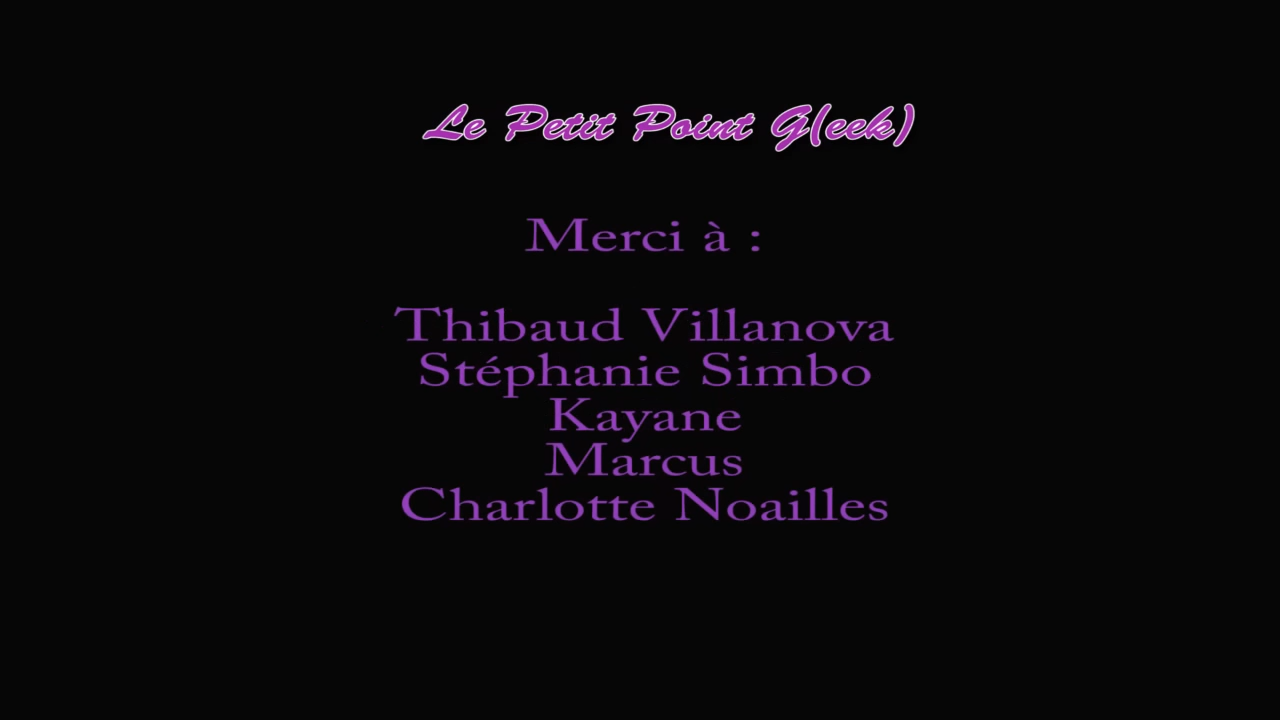 Le Petit Point G(eek)
Merci à :
Thibaud Villanova
Stéphanie Simbo
Kayane
Marcus
Charlotte Noailles